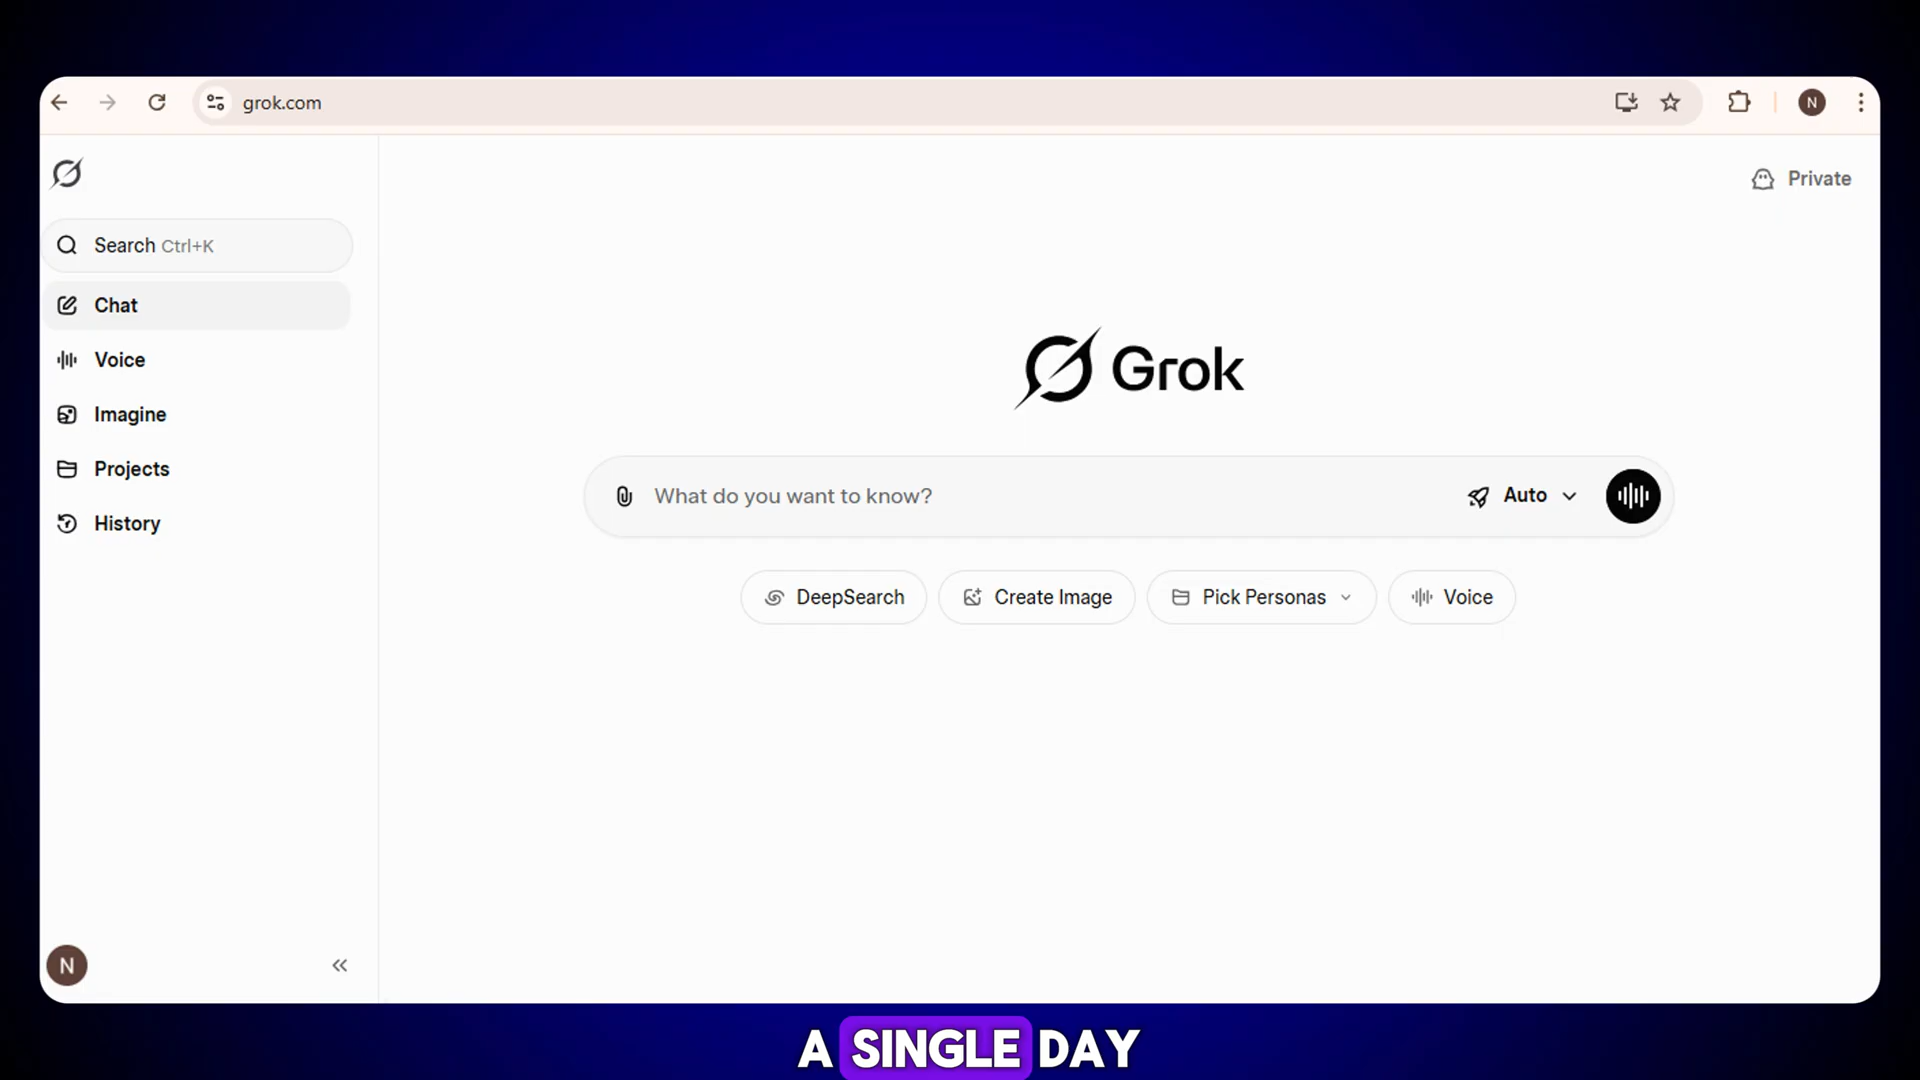 grok.com
N
Private
Search Ctrl+K
Chat
Voice
Imagine
Projects
History
Grok
What do you want to know?
Auto
DeepSearch
Create Image
Pick Personas
Voice
N
A SINGLE DAY